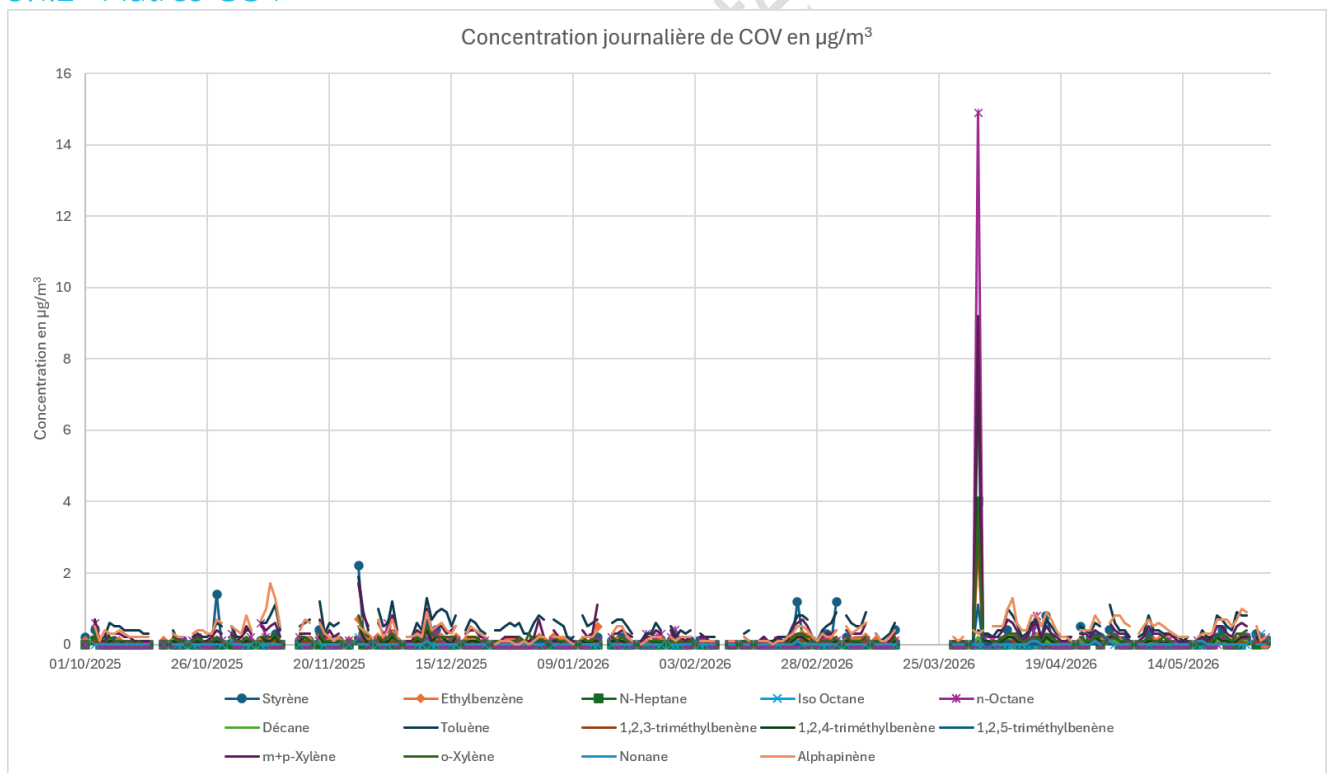 Concentration journalière de COV en µg/m³
16
14
12
10
8
6
4
2
0
Concentration en µg/m³
01/10/2025 26/10/2025 20/11/2025 15/12/2025 09/01/2026 03/02/2026 28/02/2026 25/03/2026 19/04/2026 14/05/2026
Styrène Ethylbenzène N-Heptane Iso Octane n-Octane
Décane Toluène 1,2,3-triméthylbenène 1,2,4-triméthylbenène 1,2,5-triméthylbenène
m+p-Xylène o-Xylène Nonane Alphapinène